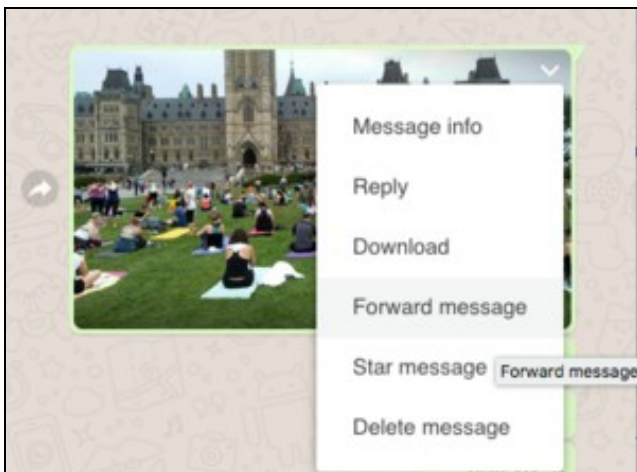 Message info
Reply
Download
Forward message
Star message
Forward message
Delete message